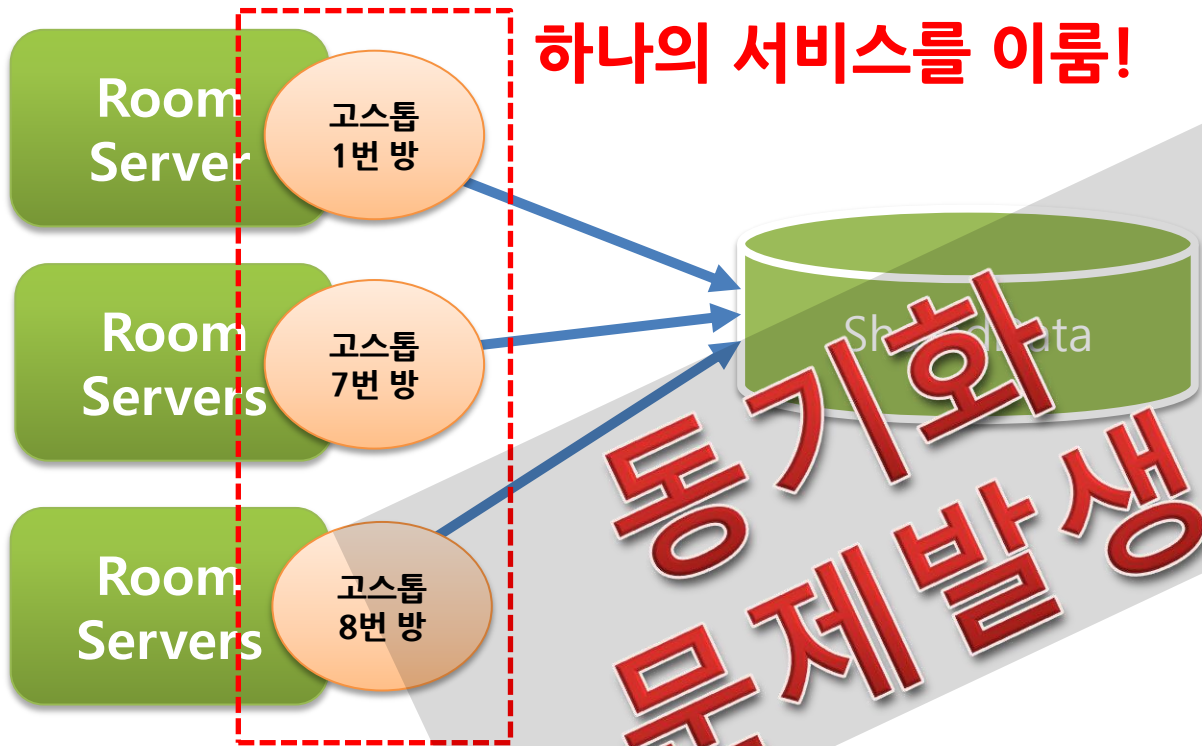 하나의 서비스를 이룸!
Room
Server
고스톱
1번 방
Room
Servers
고스톱
7번 방
Room
Servers
고스톱
8번 방
동기화
문제발생